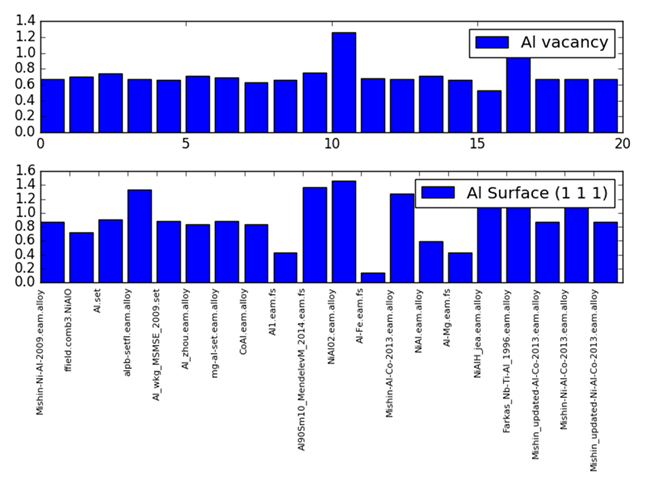 1.4
1.2
1.0
0.8
0.6
0.4
0.2
0.0
Al vacancy
0 5 10 15 20
1.6
1.4
1.2
1.0
0.8
0.6
0.4
0.2
0.0
Al Surface (1 1 1)
Mishin-Ni-Al-2009.eam.alloy
ffield.comb3.NiAlO
Al.set
alpb-setfl.eam.alloy
Al_wkg_MSMSE_2009.set
Al_zhou.eam.alloy
mg-al-set.eam.alloy
CoAl.eam.alloy
Al1.eam.fs
Al90Sm10_MendelevM_2014.eam.fs
NiAl02.eam.alloy
Al-Fe.eam.fs
Mishin-Al-Co-2013.eam.alloy
NiAl.eam.alloy
Al-Mg.eam.fs
NiAlH_jea.eam.alloy
Farkas_Nb-Ti-Al_1996.eam.alloy
Mishin_updated-Al-Co-2013.eam.alloy
Mishin-Ni-Al-Co-2013.eam.alloy
Mishin_updated-Ni-Al-Co-2013.eam.alloy